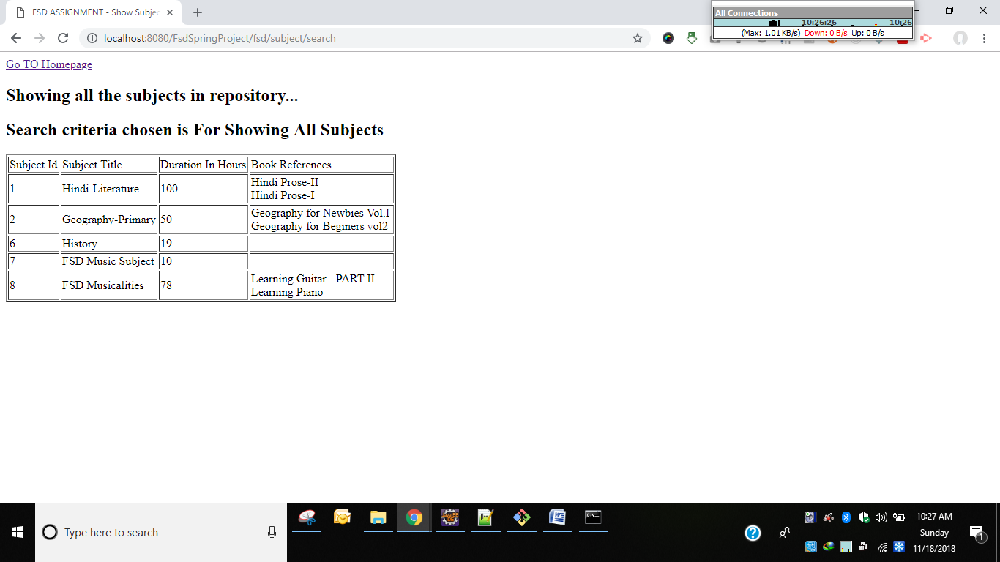 FSD ASSIGNMENT - Show Subjec
All Connections
10:26:26 10:26
(Max: 1.01 KB/s) Down: 0 B/s Up: 0 B/s
localhost:8080/FsdSpringProject/fsd/subject/search
Go TO Homepage
Showing all the subjects in repository...
Search criteria chosen is For Showing All Subjects
Subject Id Subject Title Duration In Hours Book References
1 Hindi-Literature 100 Hindi Prose-II
Hindi Prose-I
2 Geography-Primary 50 Geography for Newbies Vol.I
Geography for Beginers vol2
6 History 19
7 FSD Music Subject 10
8 FSD Musicalities 78 Learning Guitar - PART-II
Learning Piano
Type here to search
10:27 AM
Sunday
11/18/2018
1